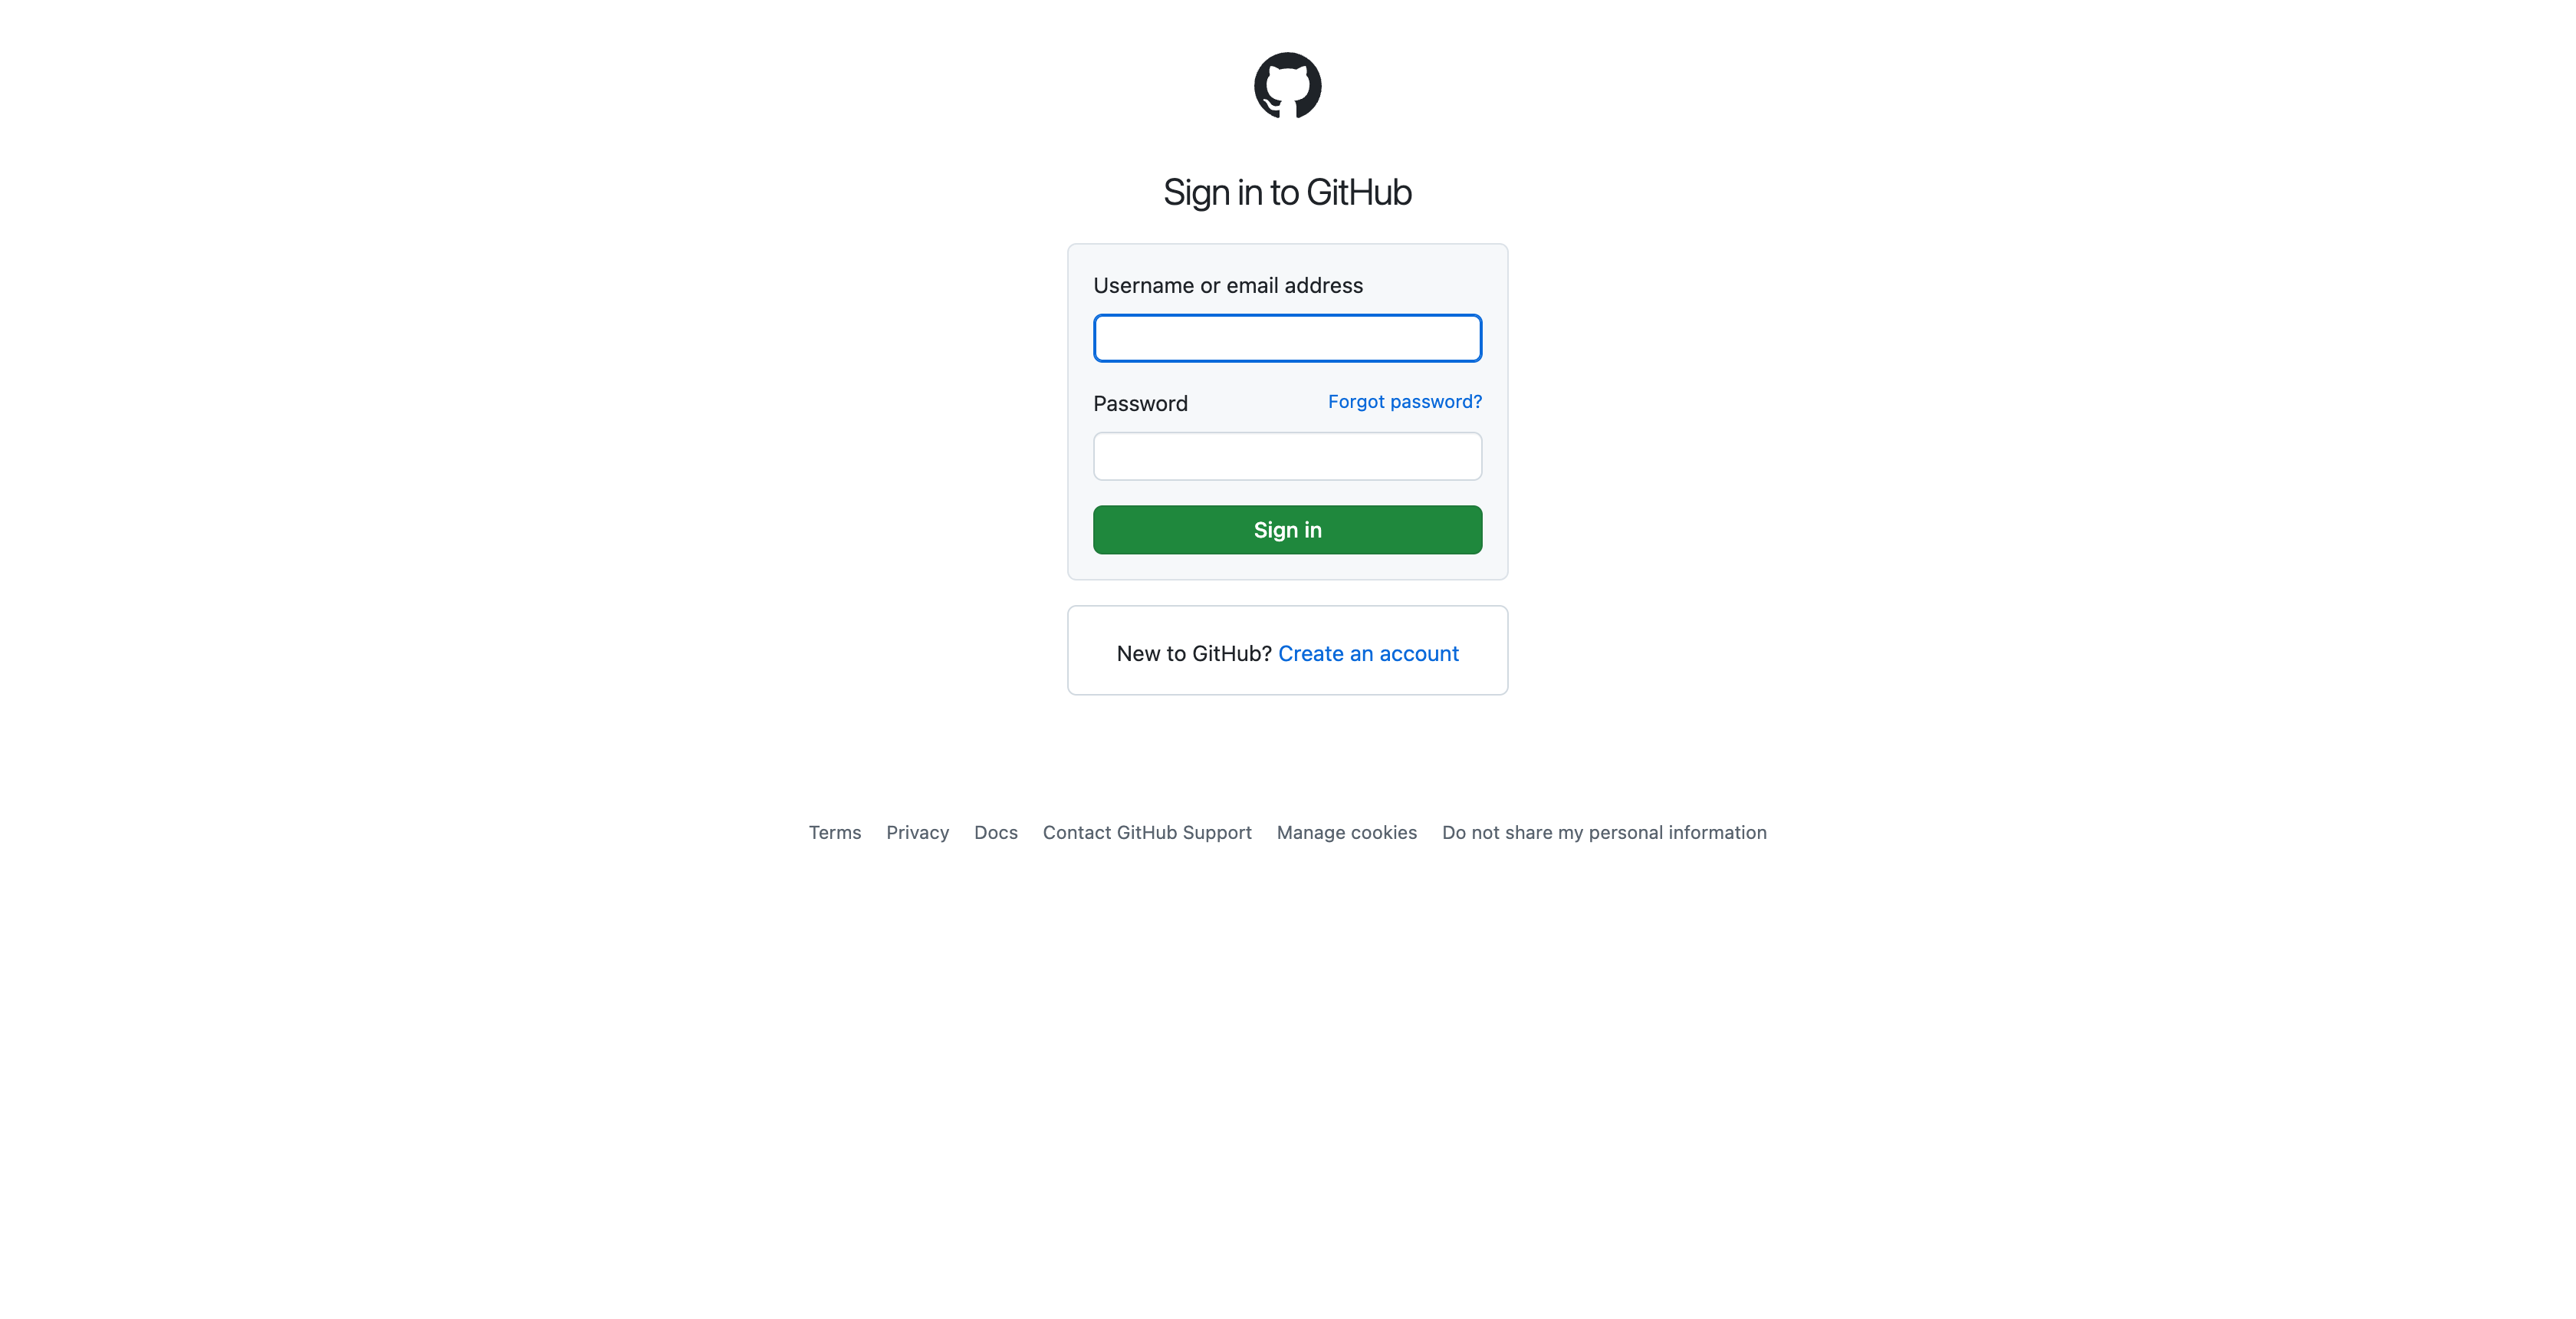 Sign in to GitHub
Username or email address
Password Forgot password?
Sign in
New to GitHub? Create an account
Terms Privacy Docs Contact GitHub Support Manage cookies Do not share my personal information